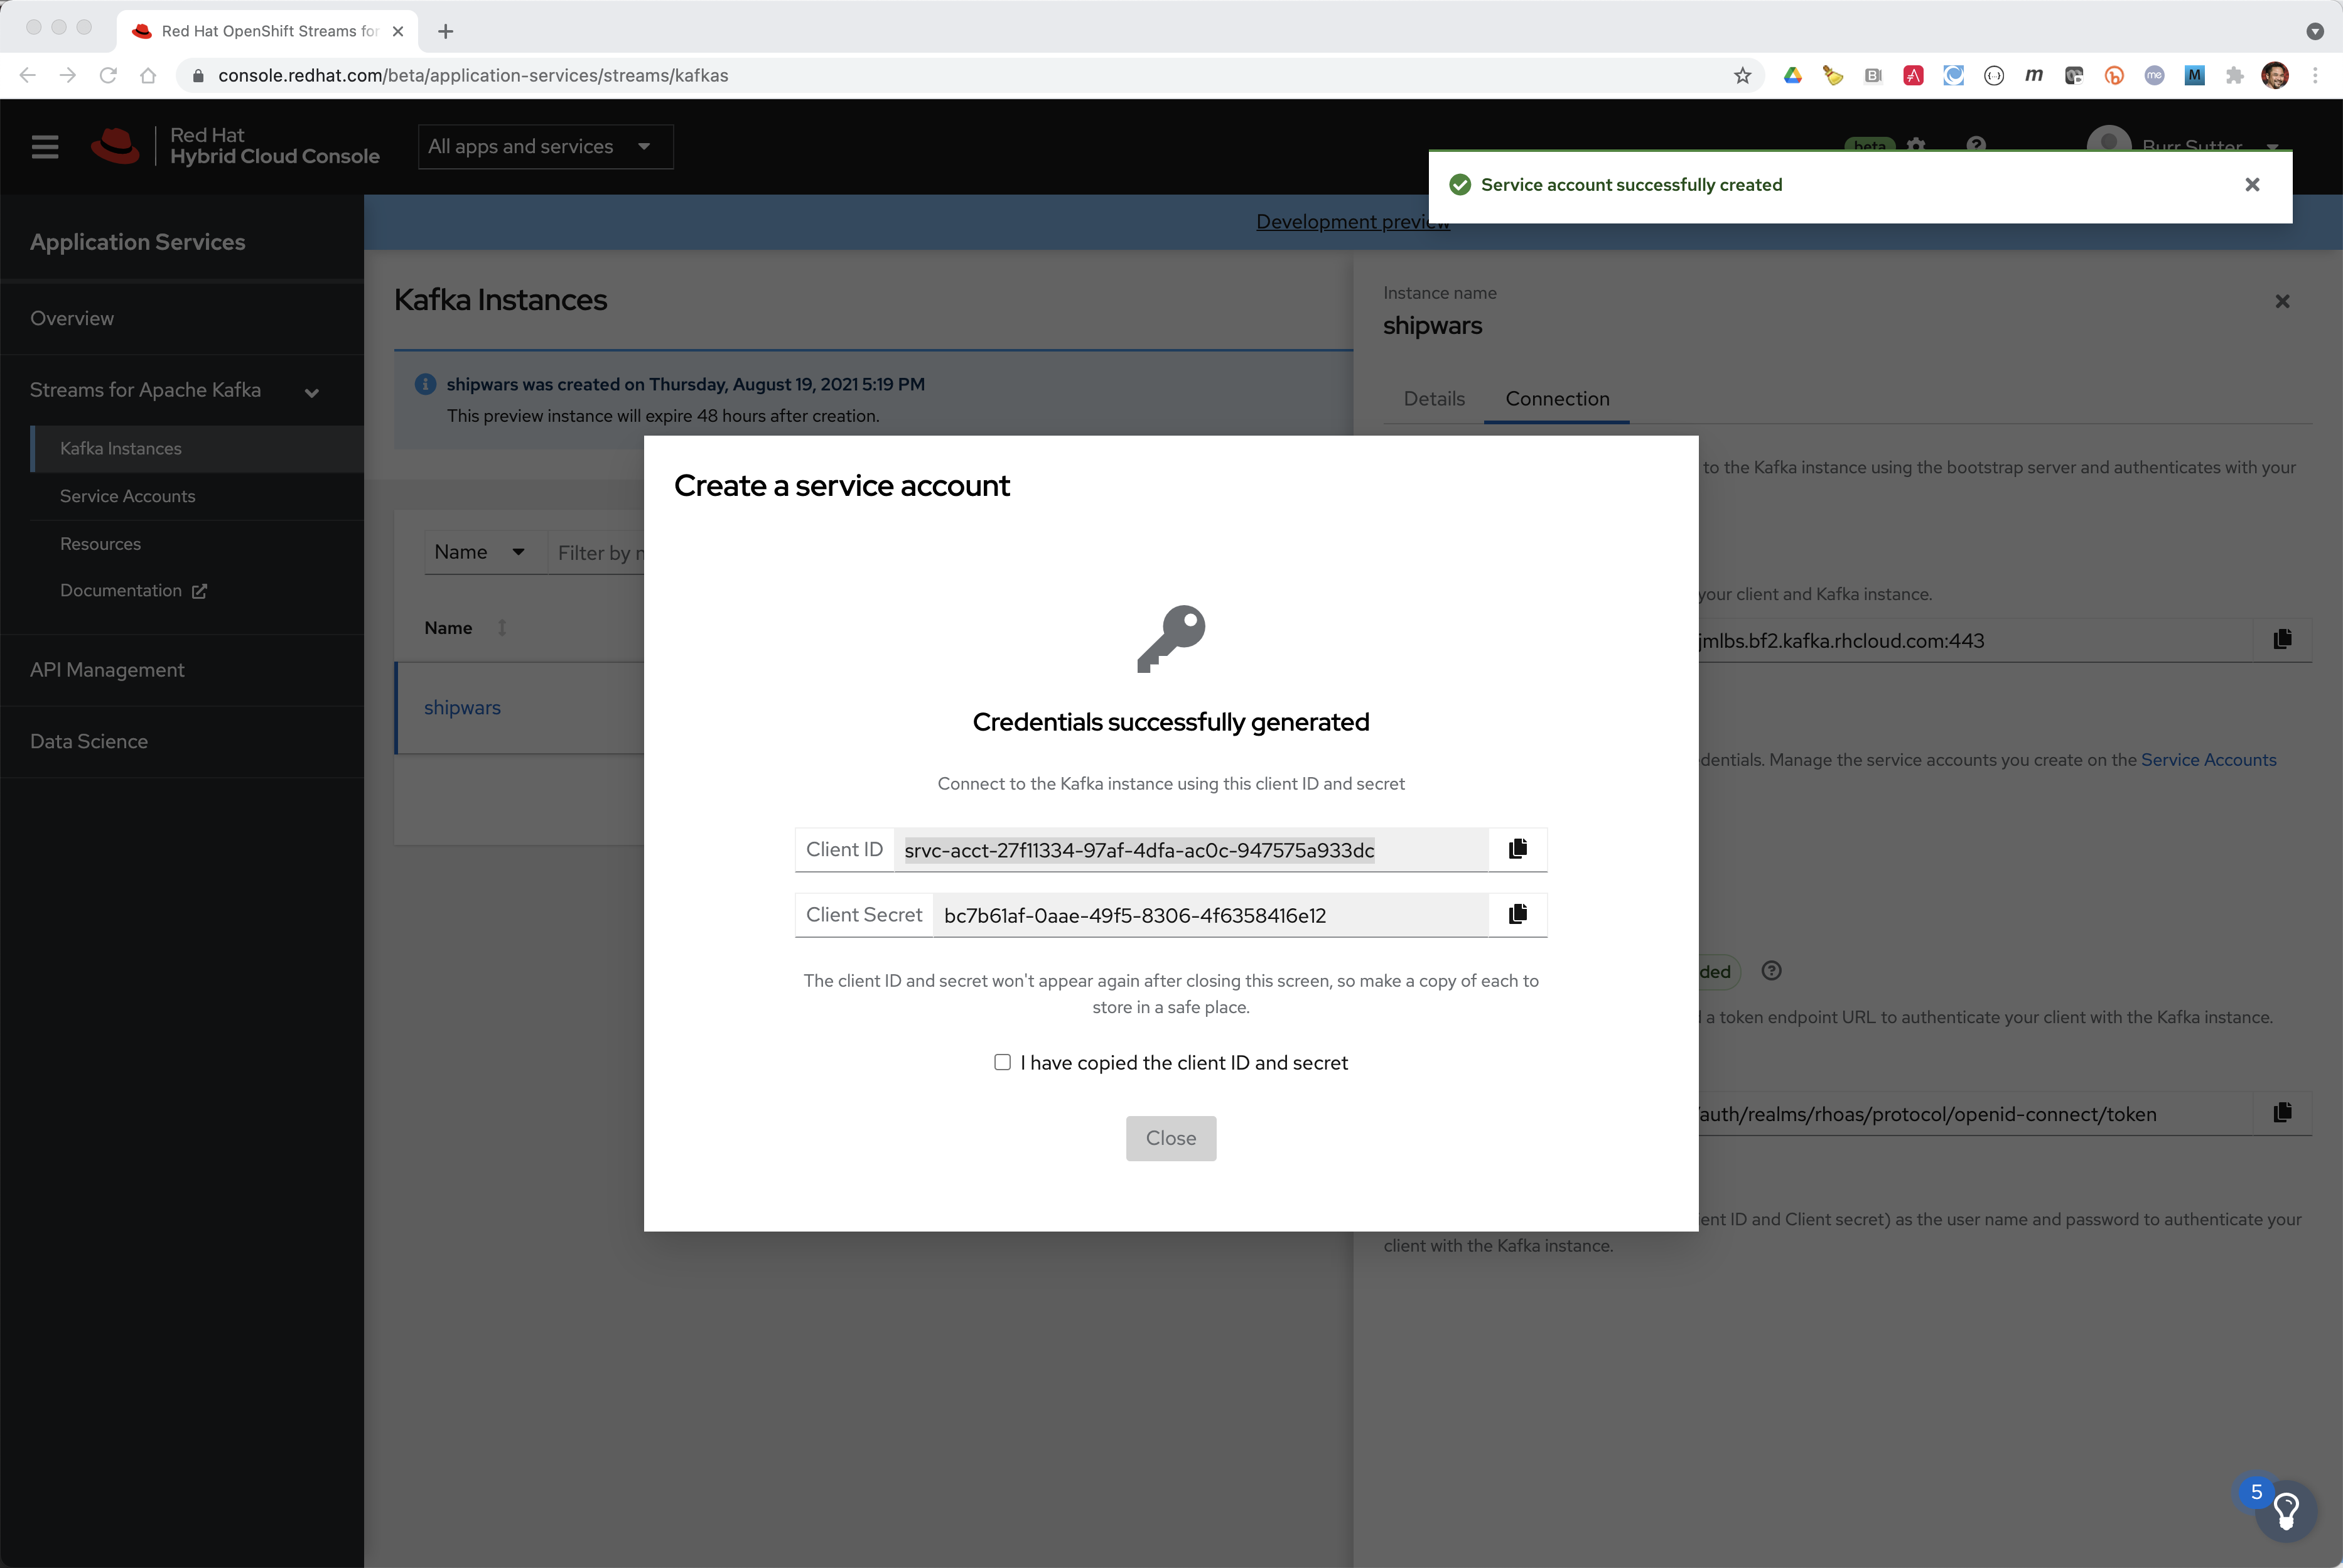 Red Hat OpenShift Streams for
console.redhat.com/beta/application-services/streams/kafkas
Red Hat
Hybrid Cloud Console
All apps and services
beta
Burr Sutter
Service account successfully created
Development preview
Application Services
Overview
Streams for Apache Kafka
Kafka Instances
Service Accounts
Resources
Documentation
API Management
Data Science
Kafka Instances
shipwars was created on Thursday, August 19, 2021 5:19 PM
This preview instance will expire 48 hours after creation.
Name
Filter by n
Name
shipwars
Instance name
shipwars
Details
Connection
to the Kafka instance using the bootstrap server and authenticates with your
your client and Kafka instance.
jmlbs.bf2.kafka.rhcloud.com:443
dentials. Manage the service accounts you create on the Service Accounts
ded
a token endpoint URL to authenticate your client with the Kafka instance.
/auth/realms/rhoas/protocol/openid-connect/token
ent ID and Client secret) as the user name and password to authenticate your
client with the Kafka instance.
Create a service account
Credentials successfully generated
Connect to the Kafka instance using this client ID and secret
Client ID
srvc-acct-27f11334-97af-4dfa-ac0c-947575a933dc
Client Secret
bc7b61af-0aae-49f5-8306-4f6358416e12
The client ID and secret won't appear again after closing this screen, so make a copy of each to
store in a safe place.
I have copied the client ID and secret
Close
5